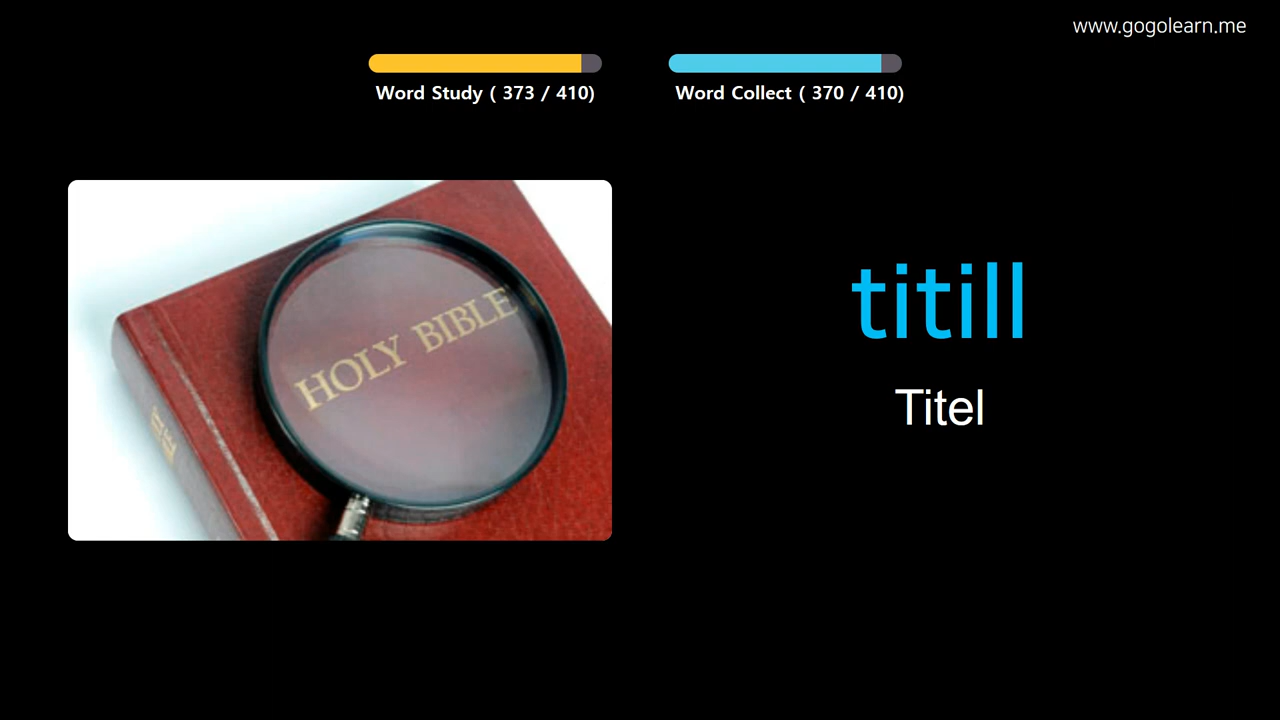 www.gogolearn.me
Word Study ( 373 / 410)
Word Collect ( 370 / 410)
HOLY BIBLE
titill
Titel